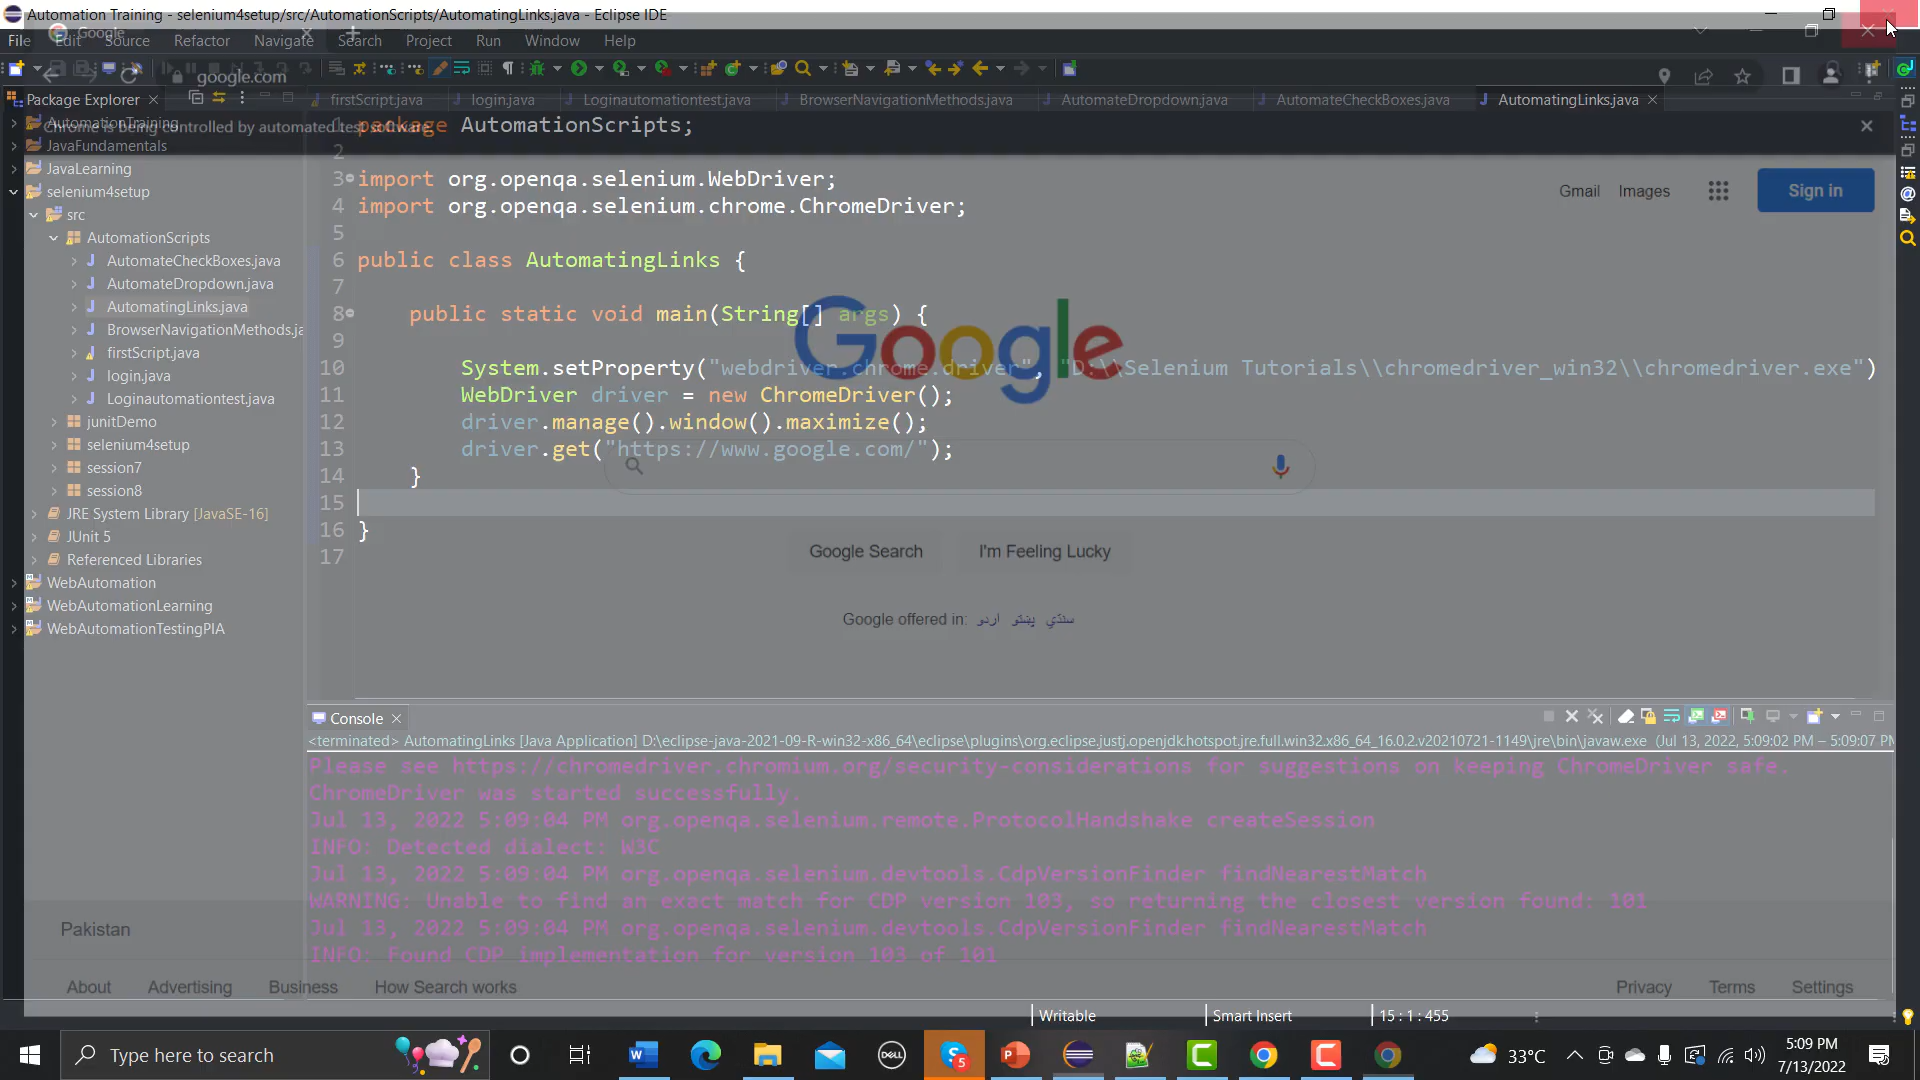 Automation Training - selenium4setup/src/AutomationScripts/AutomatingLinks.java - Eclipse IDE
File Edit Source Refactor Navigate Search Project Run Window Help
Google
google.com
Package Explorer
firstScript.java login.java Loginautomationtest.java BrowserNavigationMethods.java AutomateDropdown.java AutomateCheckBoxes.java AutomatingLinks.java
Chrome is being controlled by automated test software.
AutomationTraining
JavaFundamentals
JavaLearning
selenium4setup
src
AutomationScripts
AutomateCheckBoxes.java
AutomateDropdown.java
AutomatingLinks.java
BrowserNavigationMethods.ja
firstScript.java
login.java
Loginautomationtest.java
junitDemo
selenium4setup
session7
session8
JRE System Library [JavaSE-16]
JUnit 5
Referenced Libraries
WebAutomation
WebAutomationLearning
WebAutomationTestingPIA
1 package AutomationScripts;
2
3 import org.openqa.selenium.WebDriver;
4 import org.openqa.selenium.chrome.ChromeDriver;
5
6 public class AutomatingLinks {
7
8 public static void main(String[] args) {
9
10 System.setProperty("webdriver.chrome.driver", "D:\\Selenium Tutorials\\chromedriver_win32\\chromedriver.exe")
11 WebDriver driver = new ChromeDriver();
12 driver.manage().window().maximize();
13 driver.get("https://www.google.com/");
14 }
15
16 }
17
Gmail Images Sign in
Google
Google Search I'm Feeling Lucky
Google offered in: اردو پښتو سنڌي
Console
<terminated> AutomatingLinks [Java Application] D:\eclipse-java-2021-09-R-win32-x86_64\eclipse\plugins\org.eclipse.justj.openjdk.hotspot.jre.full.win32.x86_64_16.0.2.v20210721-1149\jre\bin\javaw.exe (Jul 13, 2022, 5:09:02 PM – 5:09:07 PM
Please see https://chromedriver.chromium.org/security-considerations for suggestions on keeping ChromeDriver safe.
ChromeDriver was started successfully.
Jul 13, 2022 5:09:04 PM org.openqa.selenium.remote.ProtocolHandshake createSession
INFO: Detected dialect: W3C
Jul 13, 2022 5:09:04 PM org.openqa.selenium.devtools.CdpVersionFinder findNearestMatch
WARNING: Unable to find an exact match for CDP version 103, so returning the closest version found: 101
Jul 13, 2022 5:09:04 PM org.openqa.selenium.devtools.CdpVersionFinder findNearestMatch
INFO: Found CDP implementation for version 103 of 101
Pakistan
About Advertising Business How Search works Privacy Terms Settings
Writable Smart Insert 15 : 1 : 455
Type here to search
DELL
5
33°C
5:09 PM
7/13/2022